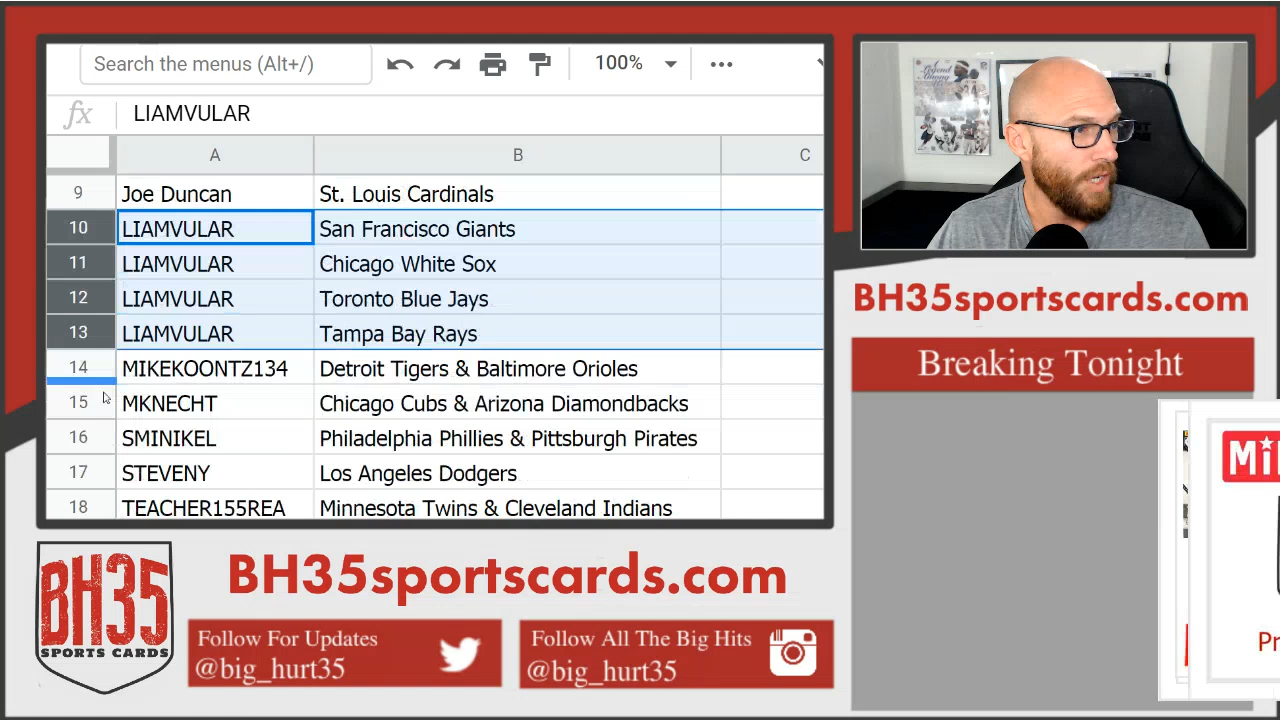 Search the menus (Alt+/)
100%
fx LIAMVULAR
A B C
9 Joe Duncan St. Louis Cardinals
10 LIAMVULAR San Francisco Giants
11 LIAMVULAR Chicago White Sox
12 LIAMVULAR Toronto Blue Jays
13 LIAMVULAR Tampa Bay Rays
14 MIKEKOONTZ134 Detroit Tigers & Baltimore Orioles
15 MKNECHT Chicago Cubs & Arizona Diamondbacks
16 SMINIKEL Philadelphia Phillies & Pittsburgh Pirates
17 STEVENY Los Angeles Dodgers
18 TEACHER155REA Minnesota Twins & Cleveland Indians
BH35sportscards.com
Breaking Tonight
Mi
Pr
BH35
SPORTS CARDS
BH35sportscards.com
Follow For Updates
@big_hurt35
Follow All The Big Hits
@big_hurt35